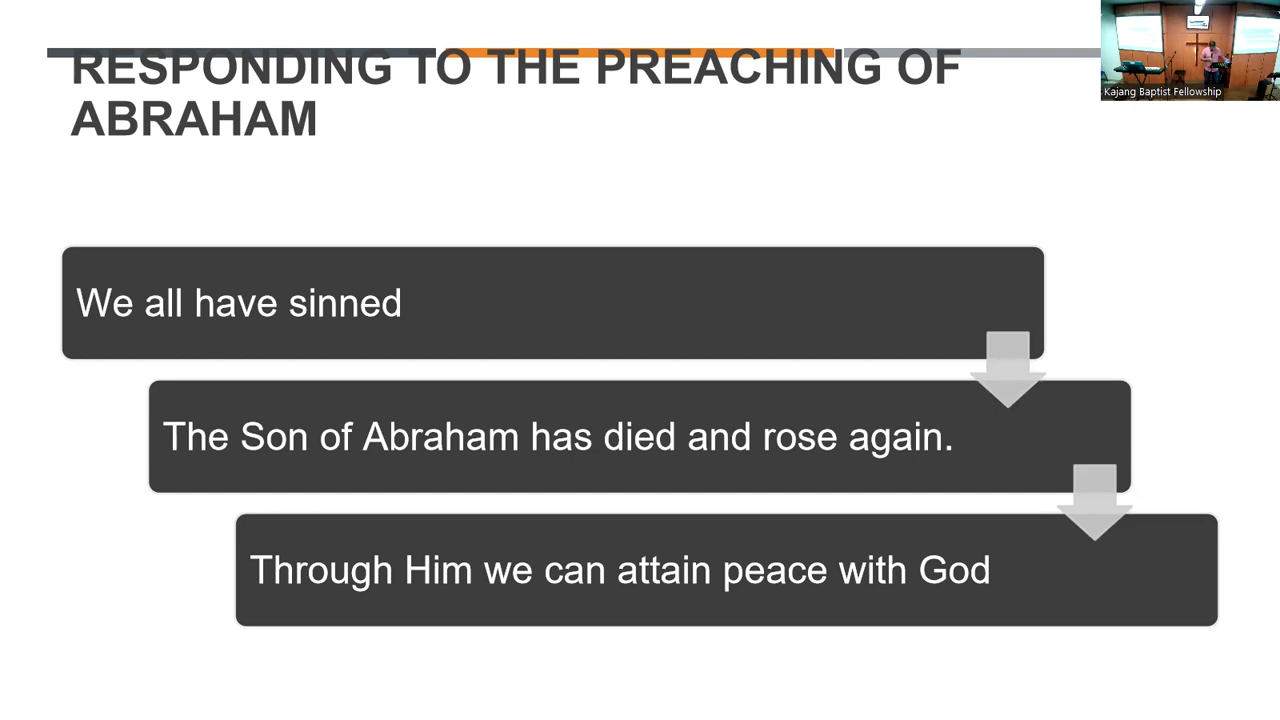 RESPONDING TO THE PREACHING OF
ABRAHAM
Kajang Baptist Fellowship
We all have sinned
The Son of Abraham has died and rose again.
Through Him we can attain peace with God